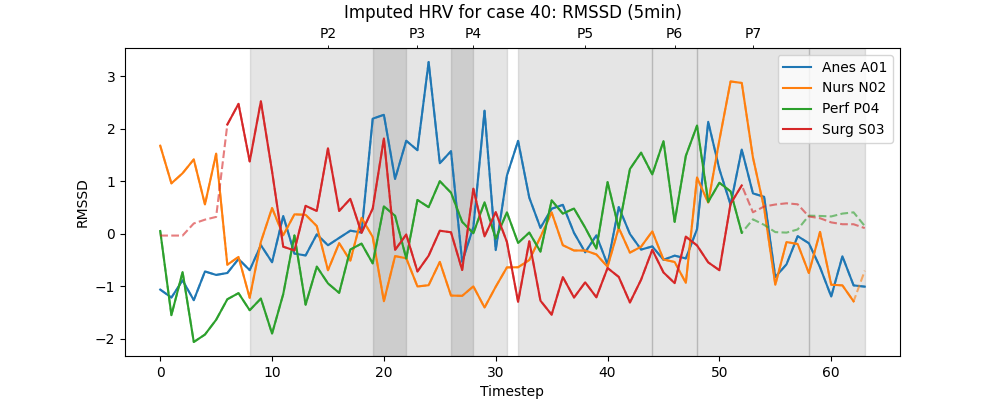 Imputed HRV for case 40: RMSSD (5min)
P2 P3 P4 P5 P6 P7
Anes A01
Nurs N02
Perf P04
Surg S03
RMSSD
3
2
1
0
−1
−2
0 10 20 30 40 50 60
Timestep